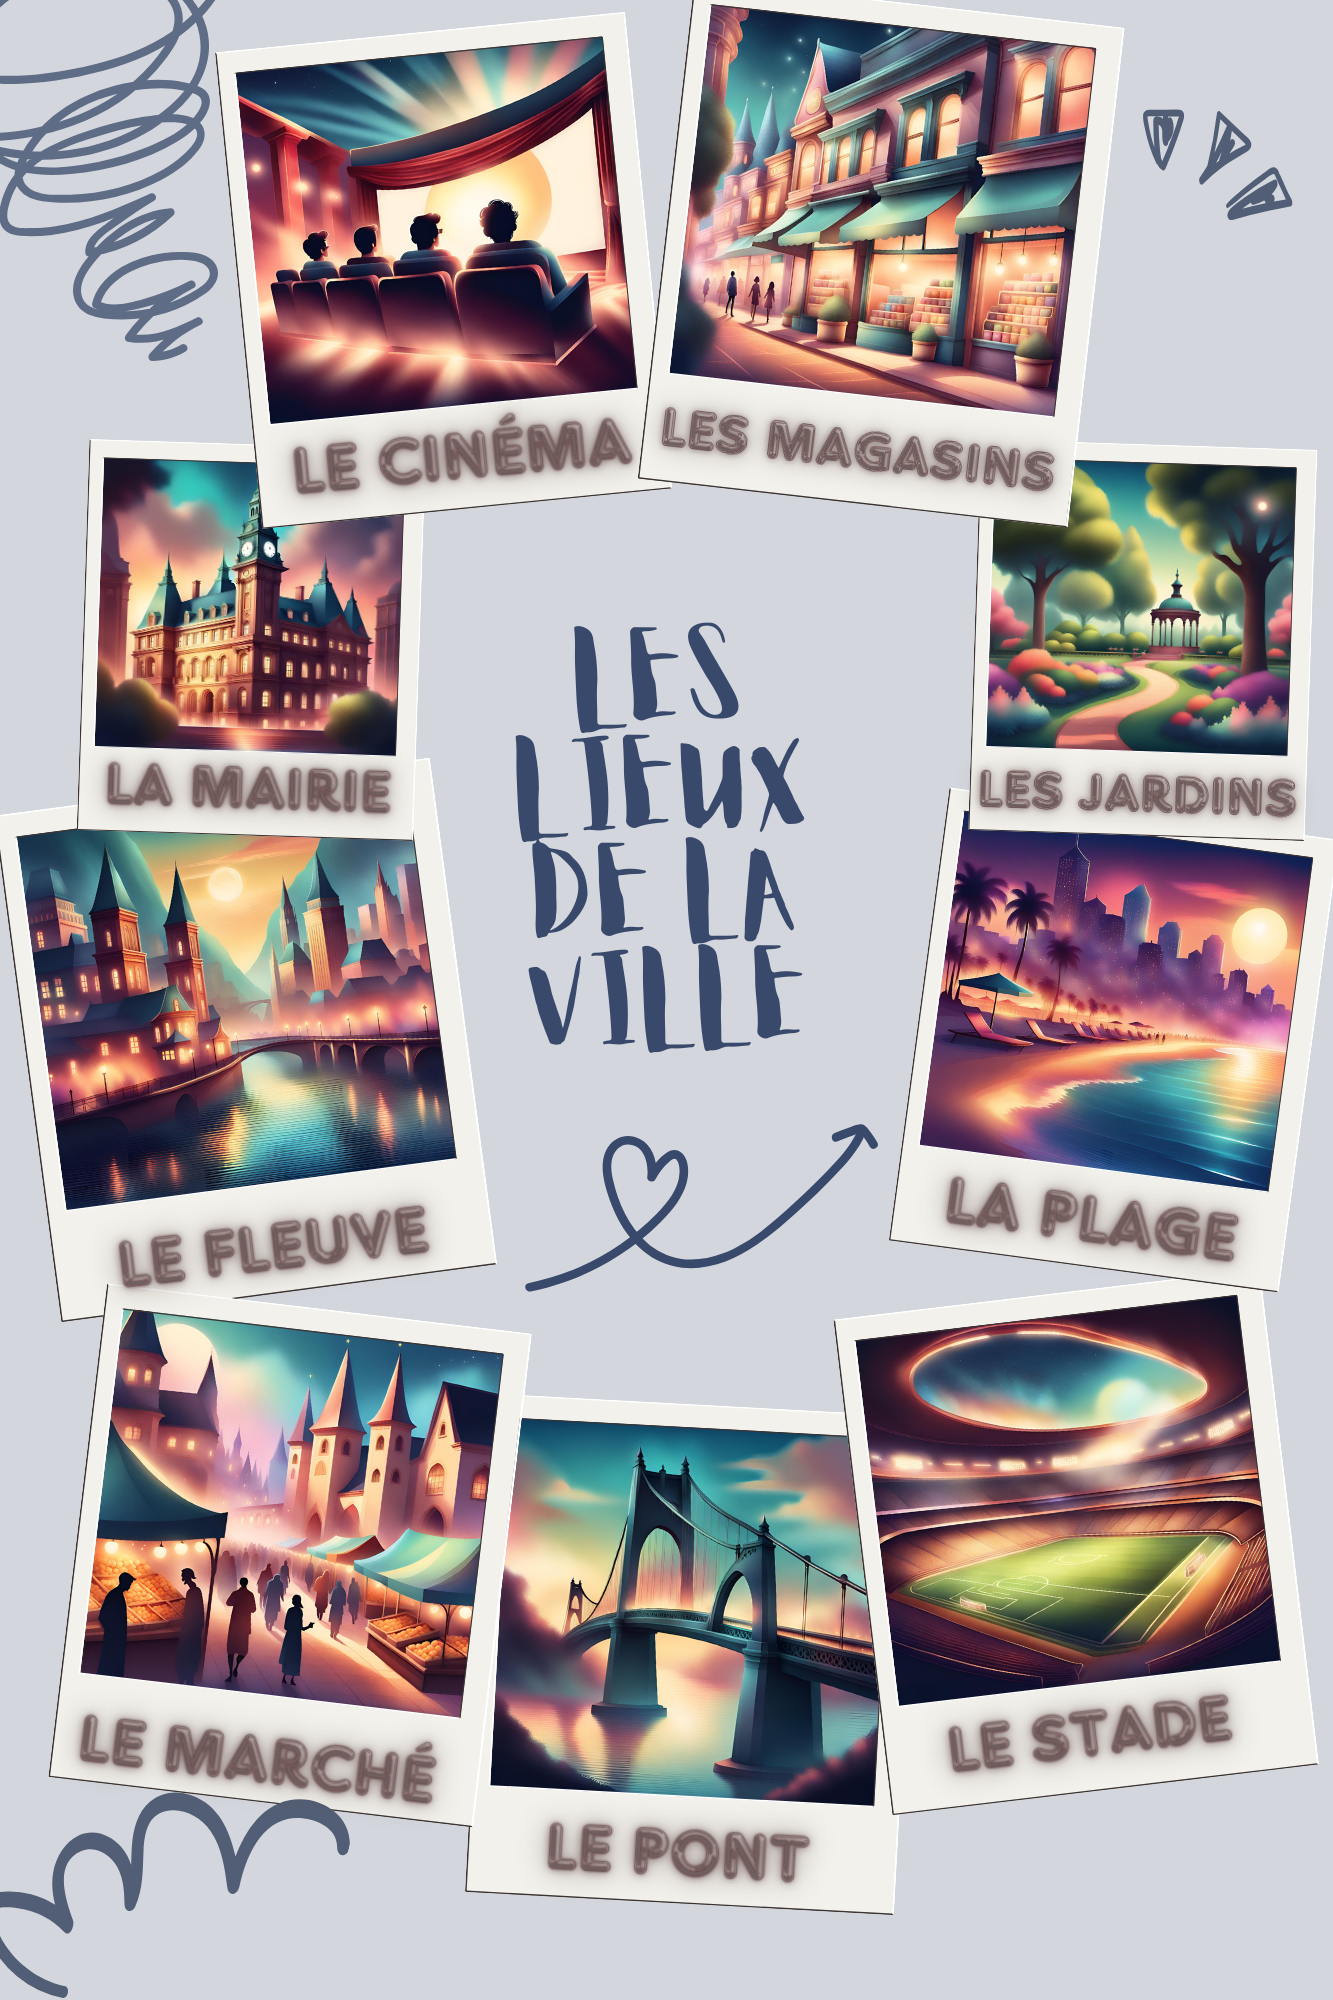 LE CINÉMA
LES MAGASINS
LA MAIRIE
LES JARDINS
LES
LIEUX
DE LA
VILLE
LE FLEUVE
LA PLAGE
LE MARCHÉ
LE PONT
LE STADE